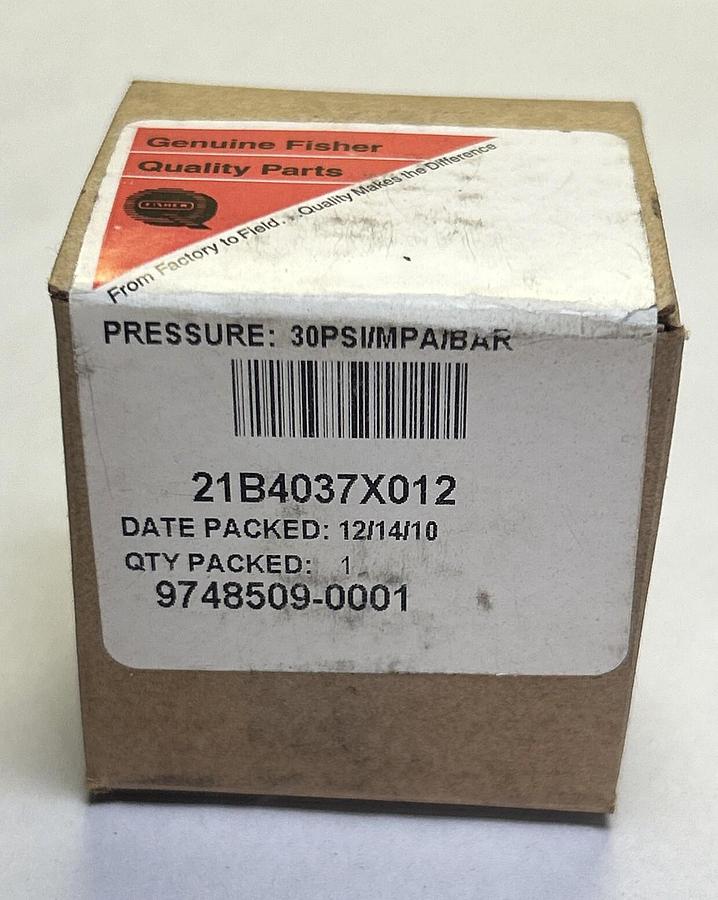 Genuine Fisher
Quality Parts
FISHER
From Factory to Field...Quality Makes the Difference
PRESSURE: 30PSI/MPA/BAR
21B4037X012
DATE PACKED: 12/14/10
QTY PACKED: 1
9748509-0001